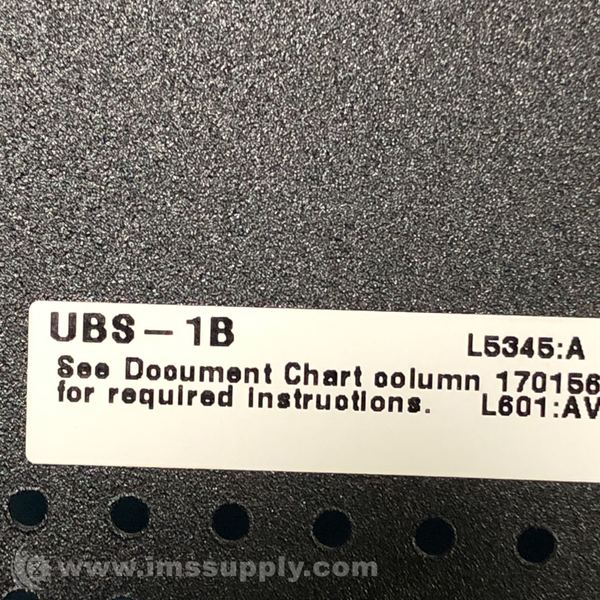 UBS-1B
L5345:A
See Document Chart column 170156
for required instructions. L601:AV
www.imssupply.com